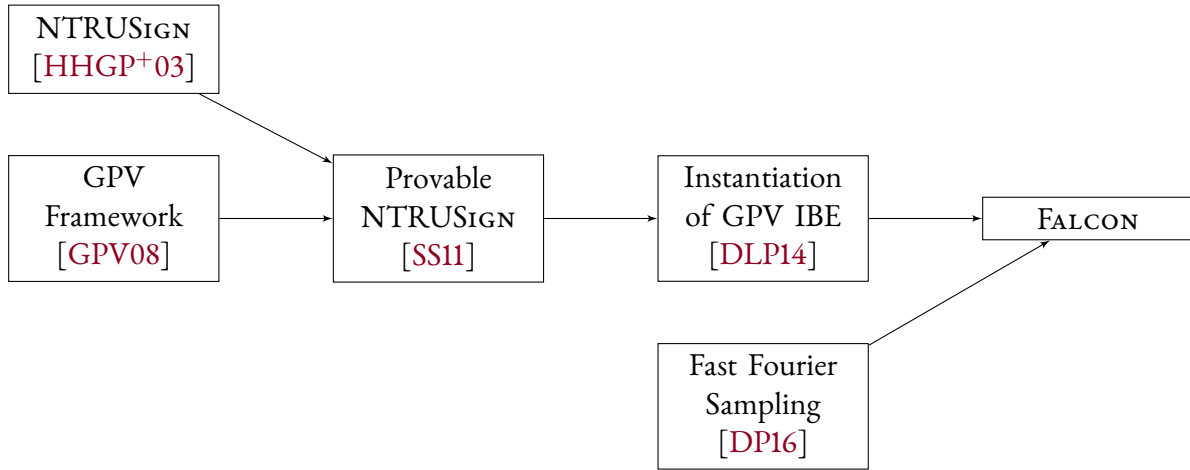 NTRUSIGN
[HHGP+03]
GPV
Framework
[GPV08]
Provable
NTRUSIGN
[SS11]
Instantiation
of GPV IBE
[DLP14]
FALCON
Fast Fourier
Sampling
[DP16]